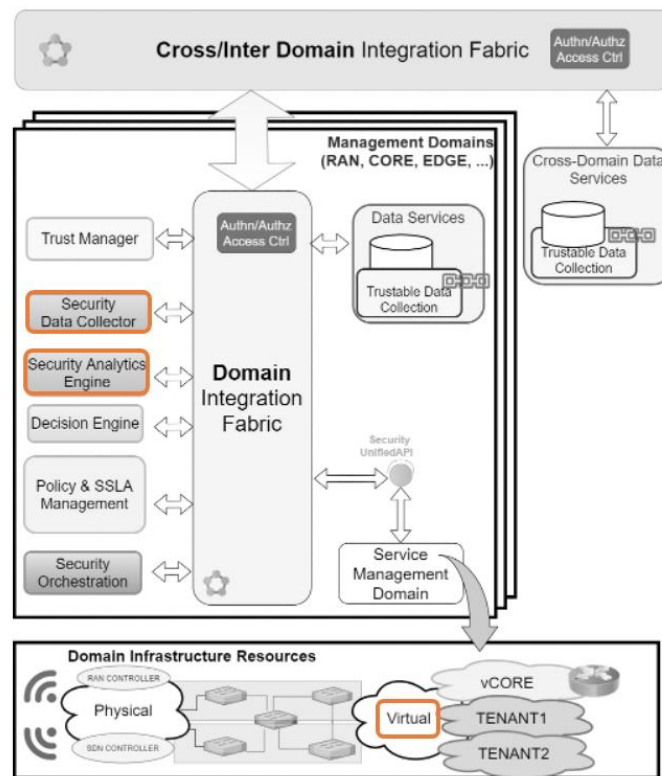 Cross/Inter Domain Integration Fabric
Authn/Authz
Access Ctrl
Management Domains
(RAN, CORE, EDGE, ...)
Cross-Domain Data
Services
Trustable Data
Collection
Authn/Authz
Access Ctrl
Data Services
Trustable Data
Collection
Trust Manager
Security
Data Collector
Security Analytics
Engine
Decision Engine
Policy & SSLA
Management
Security
Orchestration
Domain
Integration
Fabric
Security
UnifiedAPI
Service
Management
Domain
Domain Infrastructure Resources
RAN CONTROLLER
Physical
SDN CONTROLLER
Virtual
vCORE
TENANT1
TENANT2